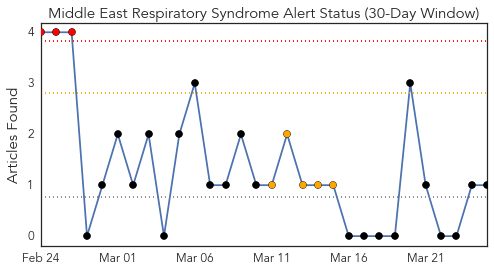 Middle East Respiratory Syndrome Alert Status (30-Day Window)
Articles Found
4
3
2
1
0
Feb 24
Mar 01
Mar 06
Mar 11
Mar 16
Mar 21